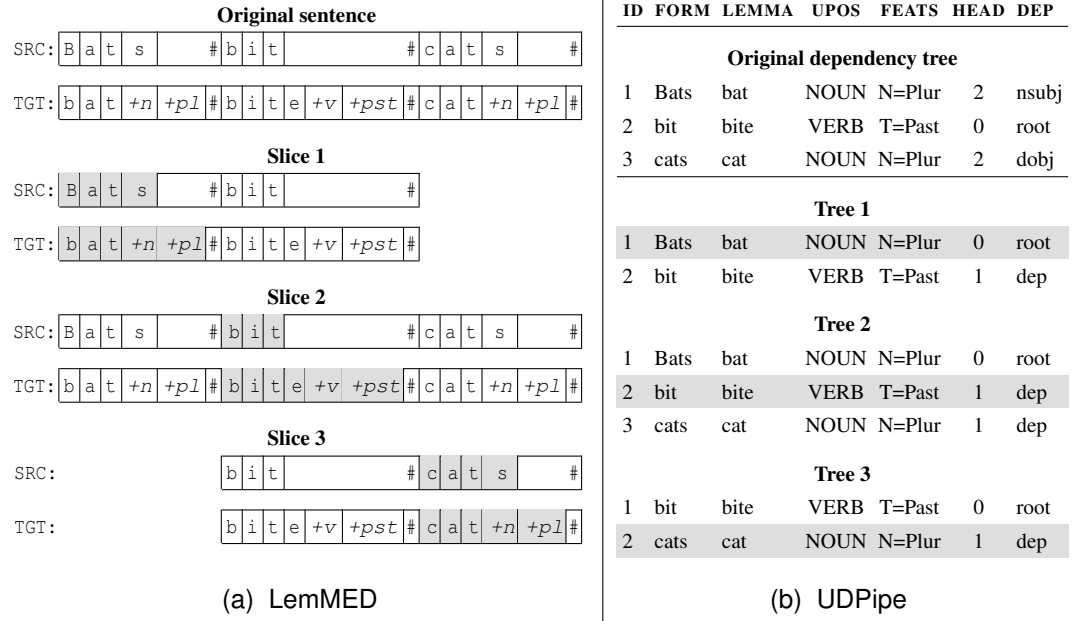 Original sentence
SRC: B a t s # b i t # c a t s #
TGT: b a t +n +pl # b i t e +v +pst # c a t +n +pl #
Slice 1
SRC: B a t s # b i t #
TGT: b a t +n +pl # b i t e +v +pst #
Slice 2
SRC: B a t s # b i t # c a t s #
TGT: b a t +n +pl # b i t e +v +pst # c a t +n +pl #
Slice 3
SRC: b i t # c a t s #
TGT: b i t e +v +pst # c a t +n +pl #
(a) LemMED
ID FORM LEMMA UPOS FEATS HEAD DEP
Original dependency tree
1 Bats bat NOUN N=Plur 2 nsubj
2 bit bite VERB T=Past 0 root
3 cats cat NOUN N=Plur 2 dobj
Tree 1
1 Bats bat NOUN N=Plur 0 root
2 bit bite VERB T=Past 1 dep
Tree 2
1 Bats bat NOUN N=Plur 0 root
2 bit bite VERB T=Past 1 dep
3 cats cat NOUN N=Plur 1 dep
Tree 3
1 bit bite VERB T=Past 0 root
2 cats cat NOUN N=Plur 1 dep
(b) UDPipe